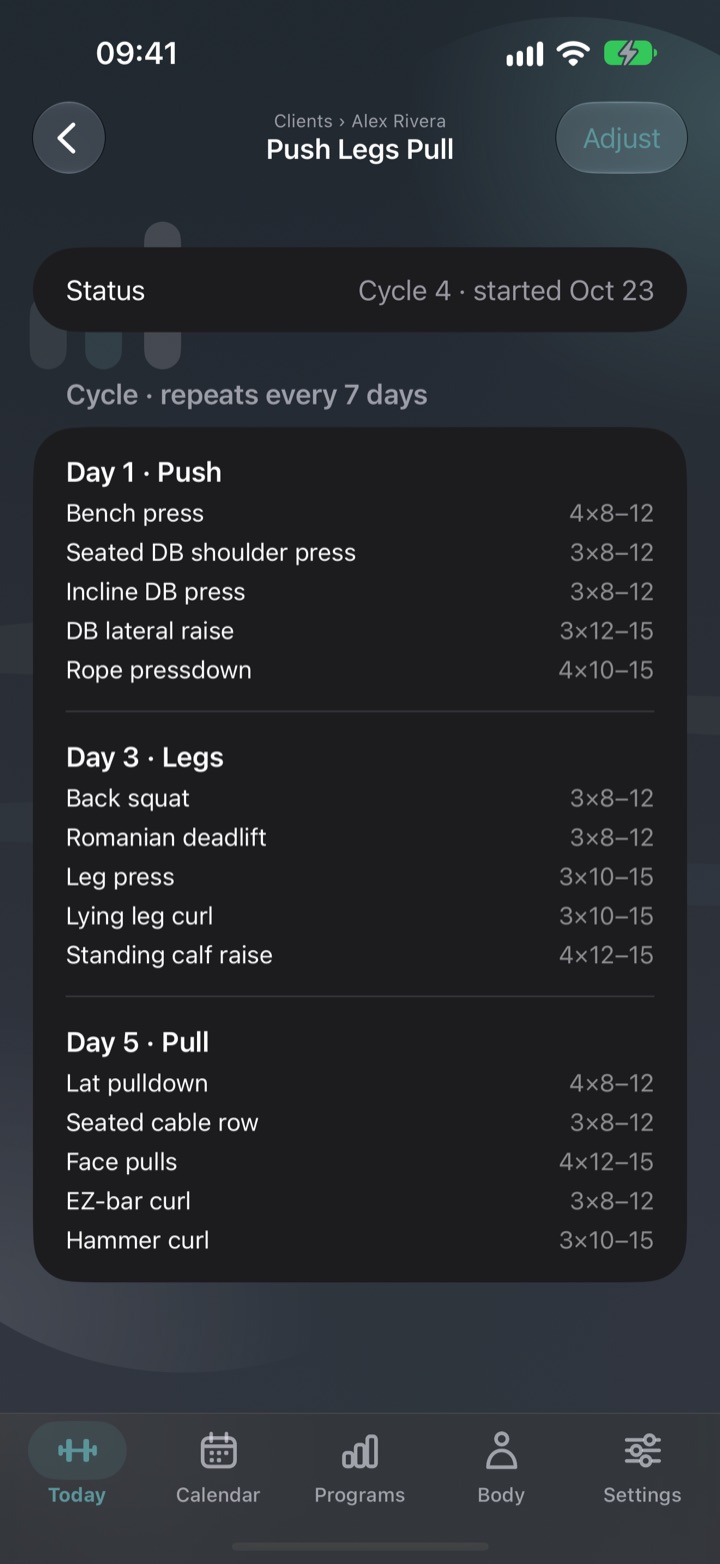 09:41
Clients › Alex Rivera
Push Legs Pull
Adjust
Status Cycle 4 · started Oct 23
Cycle · repeats every 7 days
Day 1 · Push
Bench press 4×8–12
Seated DB shoulder press 3×8–12
Incline DB press 3×8–12
DB lateral raise 3×12–15
Rope pressdown 4×10–15
Day 3 · Legs
Back squat 3×8–12
Romanian deadlift 3×8–12
Leg press 3×10–15
Lying leg curl 3×10–15
Standing calf raise 4×12–15
Day 5 · Pull
Lat pulldown 4×8–12
Seated cable row 3×8–12
Face pulls 4×12–15
EZ-bar curl 3×8–12
Hammer curl 3×10–15
Today Calendar Programs Body Settings